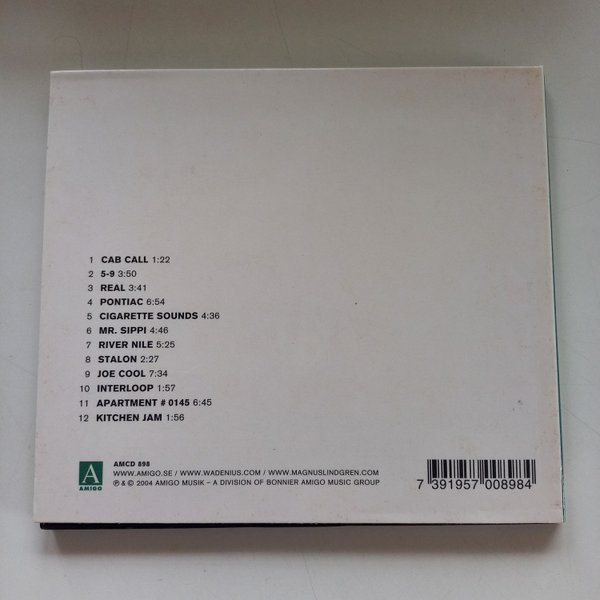 1 CAB CALL 1:22
2 5-9 3:50
3 REAL 3:41
4 PONTIAC 6:54
5 CIGARETTE SOUNDS 4:36
6 MR. SIPPI 4:46
7 RIVER NILE 5:25
8 STALON 2:27
9 JOE COOL 7:34
10 INTERLOOP 1:57
11 APARTMENT # 0145 6:45
12 KITCHEN JAM 1:56
A
AMIGO
AMCD 898
WWW.AMIGO.SE / WWW.WADENIUS.COM / WWW.MAGNUSLINDGREN.COM
℗ & © 2004 AMIGO MUSIK – A DIVISION OF BONNIER AMIGO MUSIC GROUP
7 391957 008984